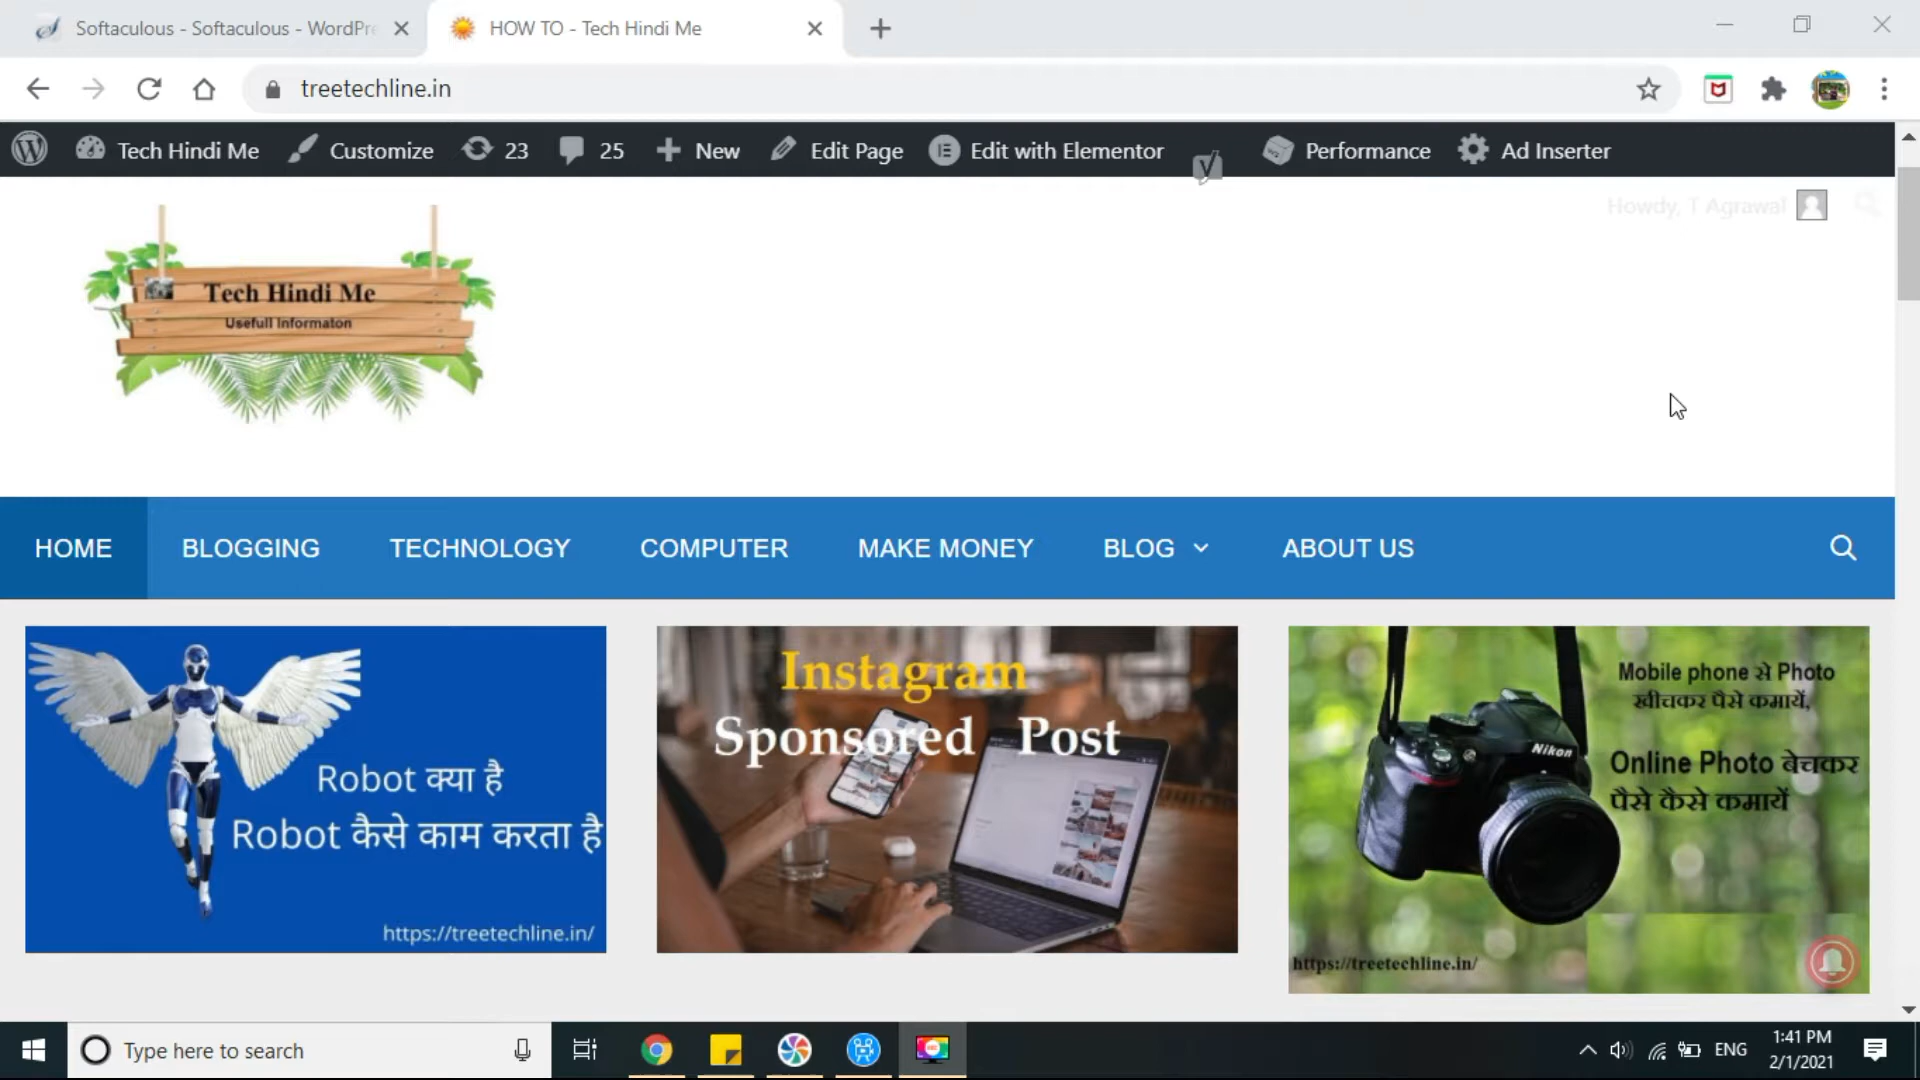 Softaculous - Softaculous - WordPre
HOW TO - Tech Hindi Me
treetechline.in
Tech Hindi Me
Customize
23
25
New
Edit Page
Edit with Elementor
Performance
Ad Inserter
Howdy, T Agrawal
Tech Hindi Me
Usefull Informaton
HOME
BLOGGING
TECHNOLOGY
COMPUTER
MAKE MONEY
BLOG
ABOUT US
Robot क्या है
Robot कैसे काम करता है
https://treetechline.in/
Instagram
Sponsored Post
Mobile phone से Photo
खीचकर पैसे कमायें,
Nikon
Online Photo बेचकर
पैसे कैसे कमायें
https://treetechline.in/
Type here to search
ENG
1:41 PM
2/1/2021